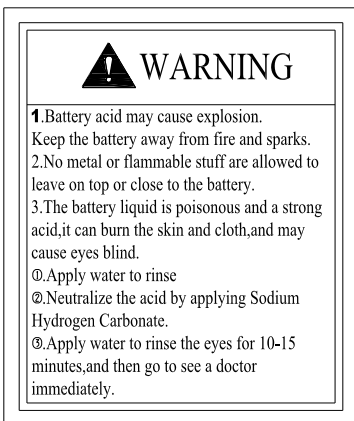 WARNING
1.Battery acid may cause explosion.
Keep the battery away from fire and sparks.
2.No metal or flammable stuff are allowed to
leave on top or close to the battery.
3.The battery liquid is poisonous and a strong
acid,it can burn the skin and cloth,and may
cause eyes blind.
①.Apply water to rinse
②.Neutralize the acid by applying Sodium
Hydrogen Carbonate.
③.Apply water to rinse the eyes for 10-15
minutes,and then go to see a doctor
immediately.